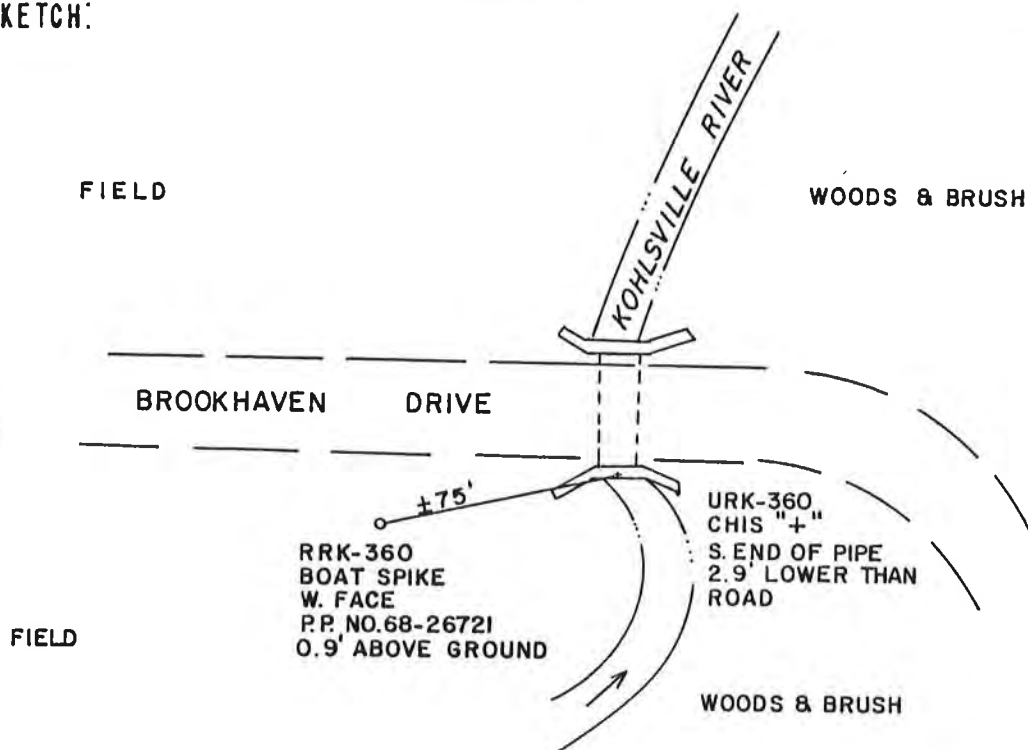 KETCH:
KOHLSVILLE RIVER
FIELD
WOODS & BRUSH
BROOKHAVEN DRIVE
±75'
RRK-360
BOAT SPIKE
W. FACE
P.P. NO.68-26721
0.9' ABOVE GROUND
URK-360
CHIS "+"
S. END OF PIPE
2.9' LOWER THAN
ROAD
FIELD
WOODS & BRUSH